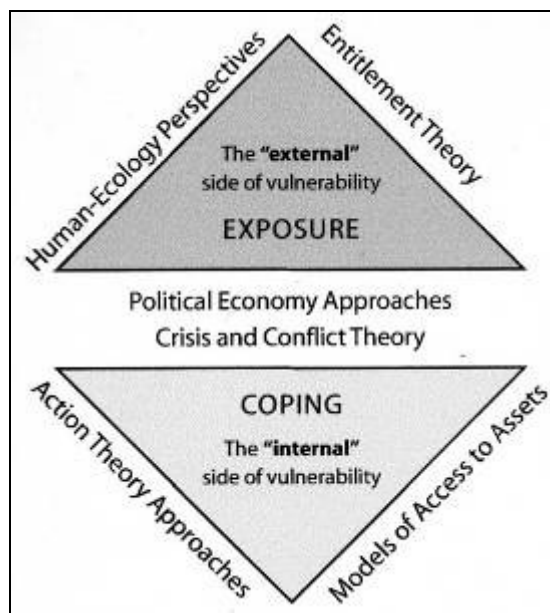 Human-Ecology Perspectives
Entitlement Theory
The "external"
side of vulnerability
EXPOSURE
Political Economy Approaches
Crisis and Conflict Theory
COPING
The "internal"
side of vulnerability
Action Theory Approaches
Models of Access to Assets